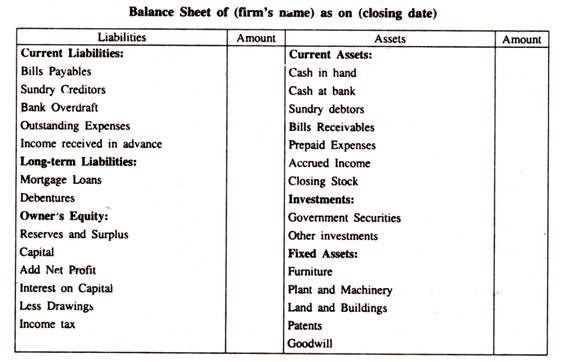 Balance Sheet of (firm's name) as on (closing date)
Liabilities Amount Assets Amount
Current Liabilities: Current Assets:
Bills Payables Cash in hand
Sundry Creditors Cash at bank
Bank Overdraft Sundry debtors
Outstanding Expenses Bills Receivables
Income received in advance Prepaid Expenses
Long-term Liabilities: Accrued Income
Mortgage Loans Closing Stock
Debentures Investments:
Owner's Equity: Government Securities
Reserves and Surplus Other investments
Capital Fixed Assets:
Add Net Profit Furniture
Interest on Capital Plant and Machinery
Less Drawings Land and Buildings
Income tax Patents
Goodwill